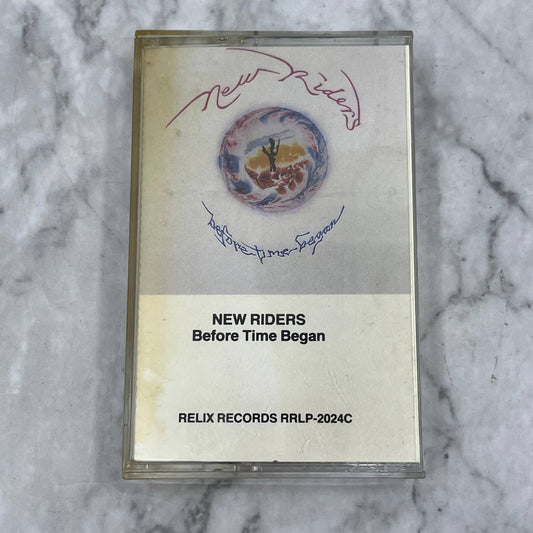 New Riders
before time began
NEW RIDERS
Before Time Began
RELIX RECORDS RRLP-2024C